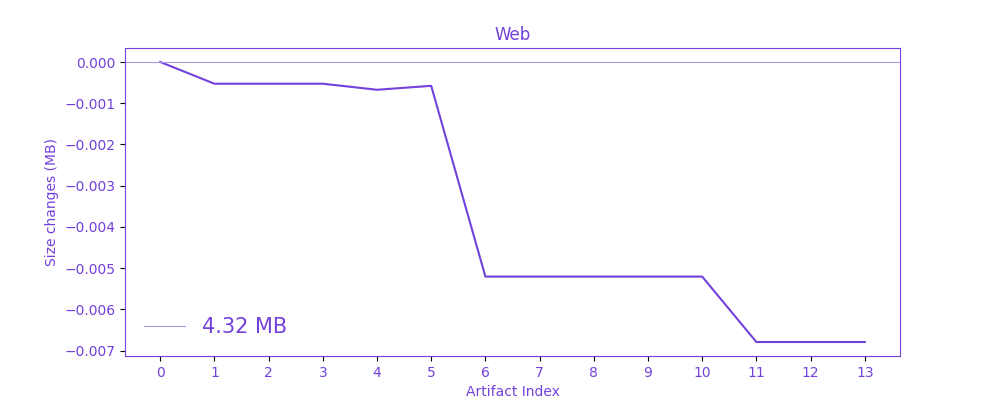 Web
0.000
−0.001
−0.002
−0.003
−0.004
−0.005
−0.006
−0.007
Size changes (MB)
4.32 MB
0 1 2 3 4 5 6 7 8 9 10 11 12 13
Artifact Index